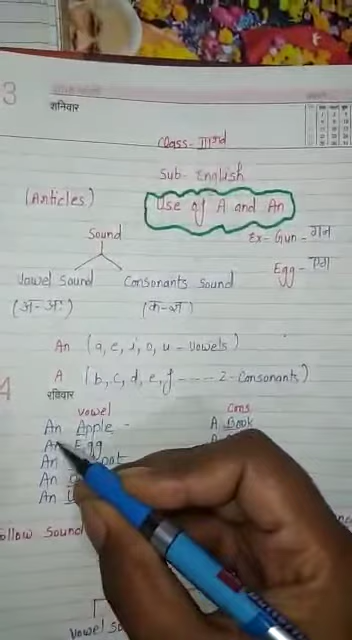 3
शनिवार
Class-IIIrd
Sub- English
(Articles)
Use of A and An
Sound
Ex- Gun - गन
Vowel Sound
Consonants Sound
Egg - एग
(अ-अः)
(क-ज्ञ)
An (a, e, i, o, u - Vowels)
A (b, c, d, e, f ----- Z- Consonants)
4
रविवार
vowel
cons
An Apple -
A Book
An Egg
A
An
An
An
ollow Sound
Vowel So